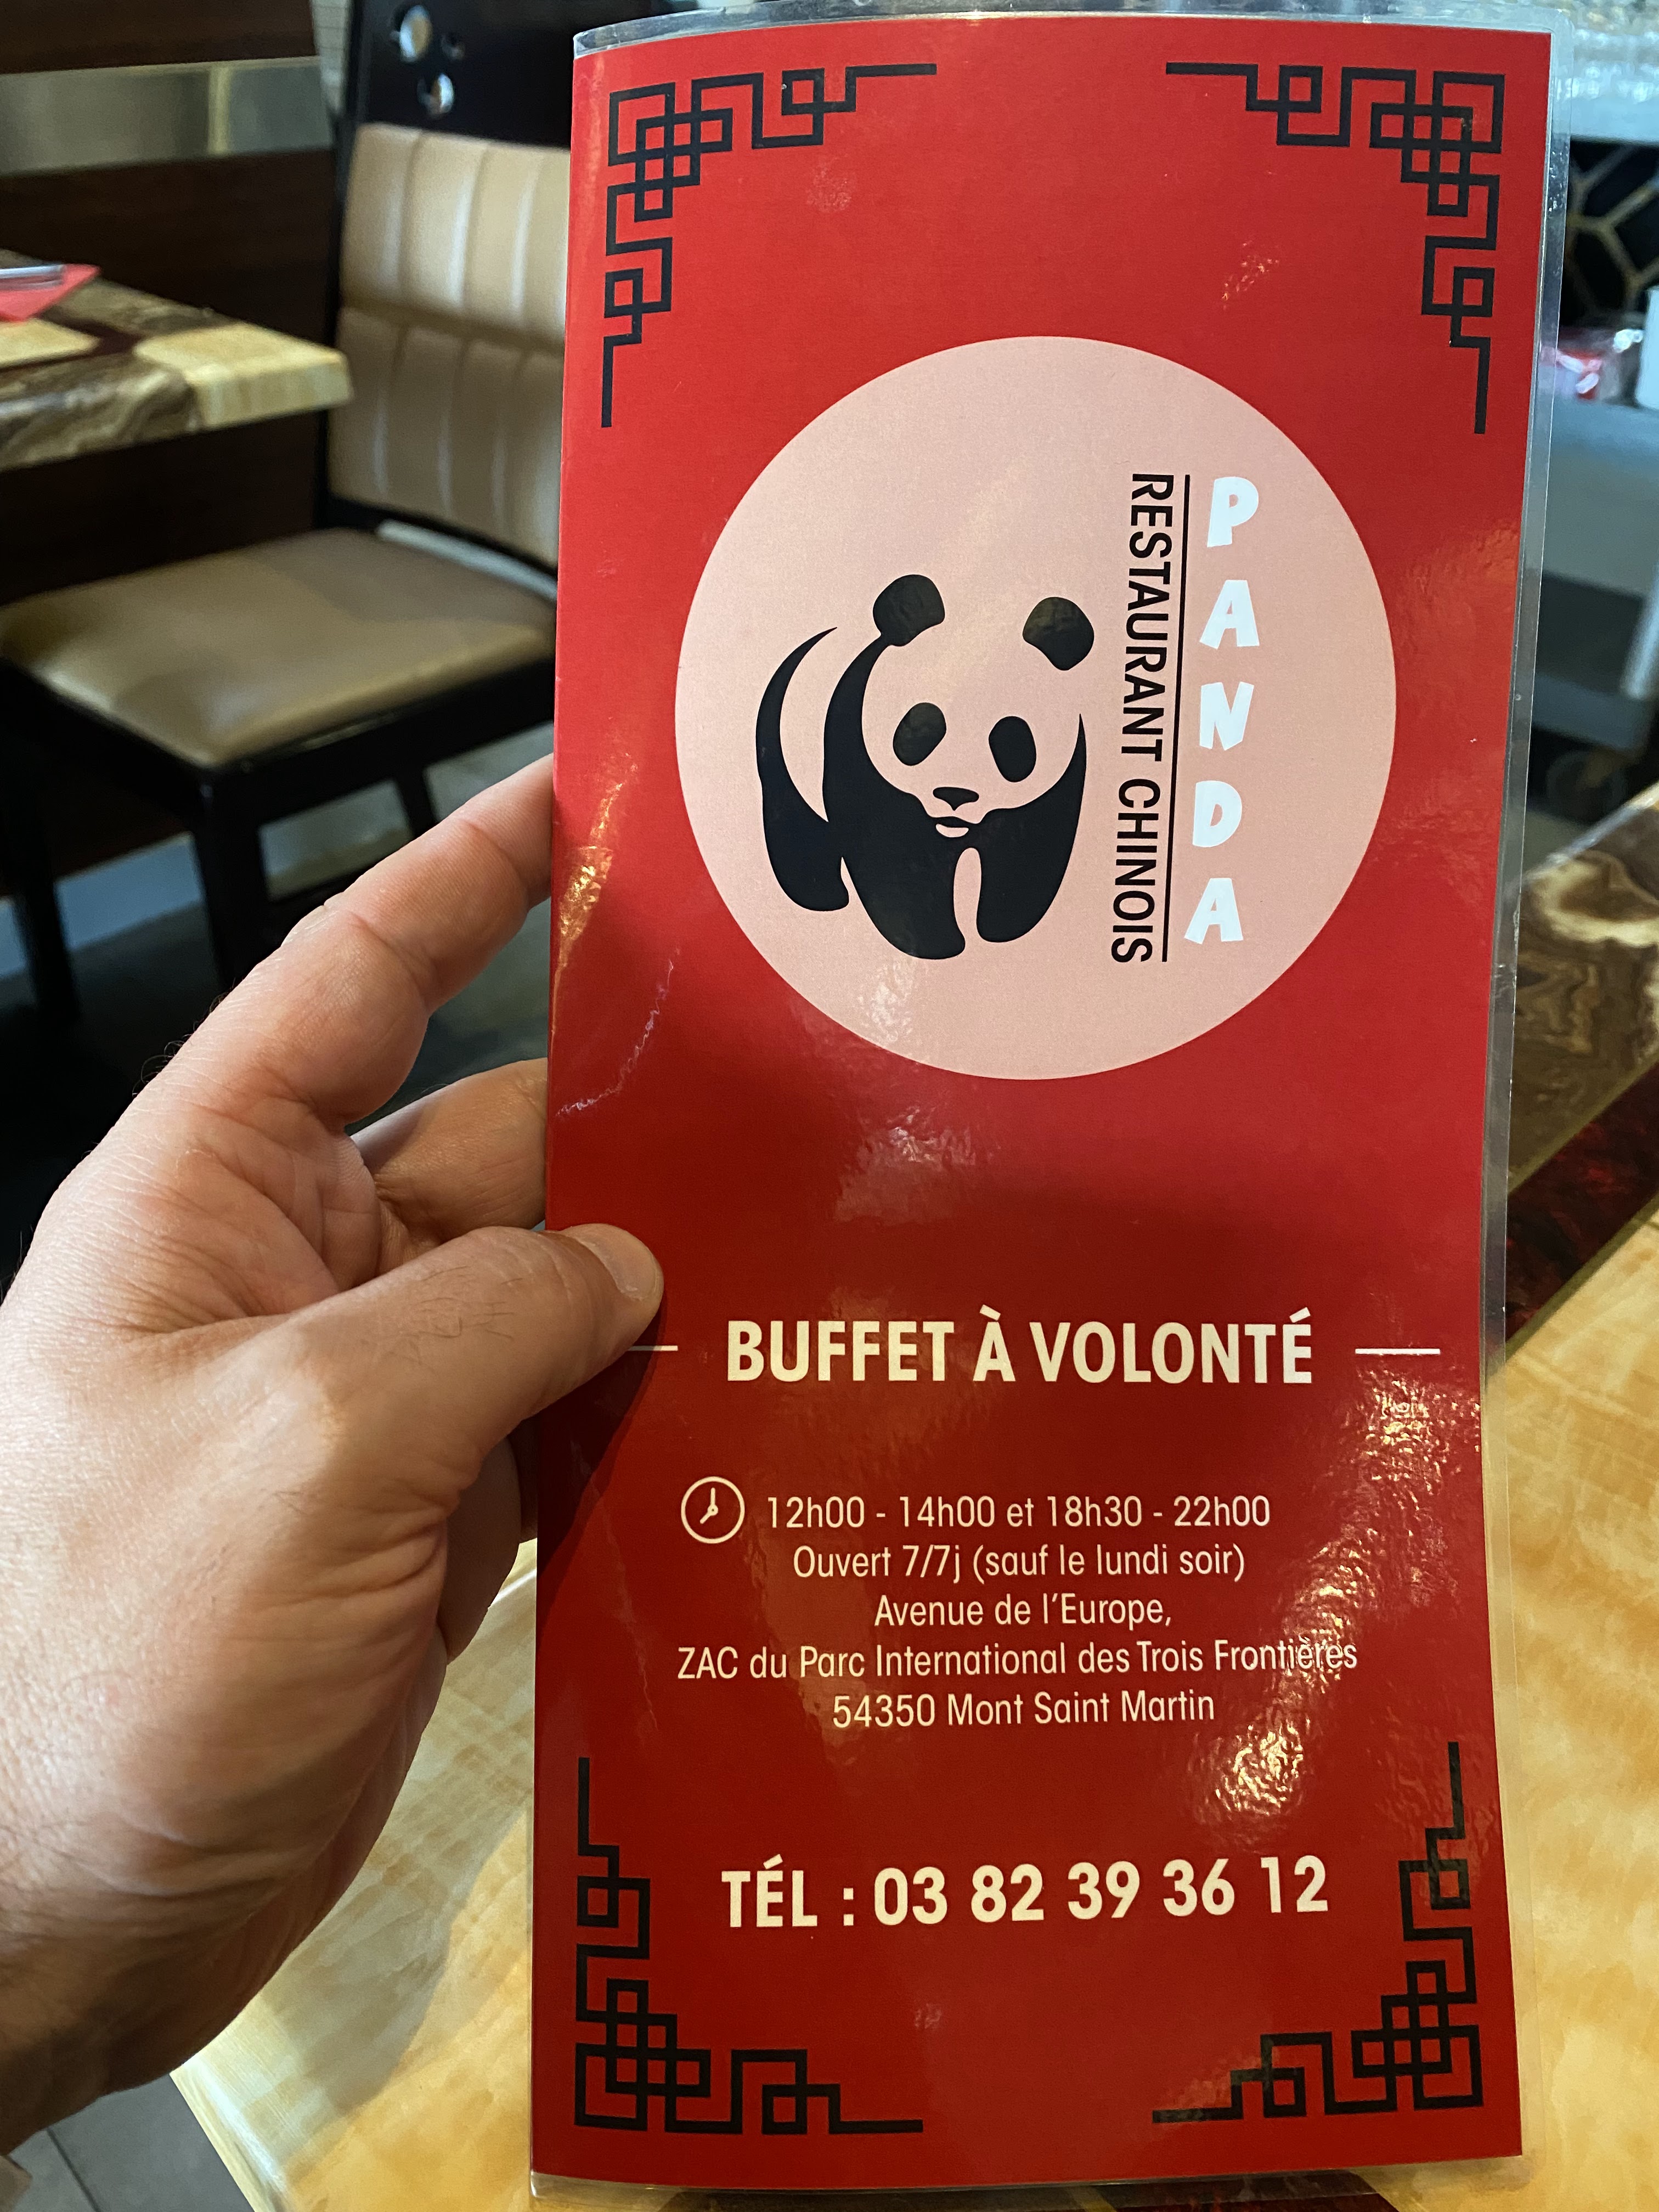 PANDA
RESTAURANT CHINOIS
BUFFET À VOLONTÉ
12h00 - 14h00 et 18h30 - 22h00
Ouvert 7/7j (sauf le lundi soir)
Avenue de l'Europe,
ZAC du Parc International des Trois Frontières
54350 Mont Saint Martin
TÉL : 03 82 39 36 12